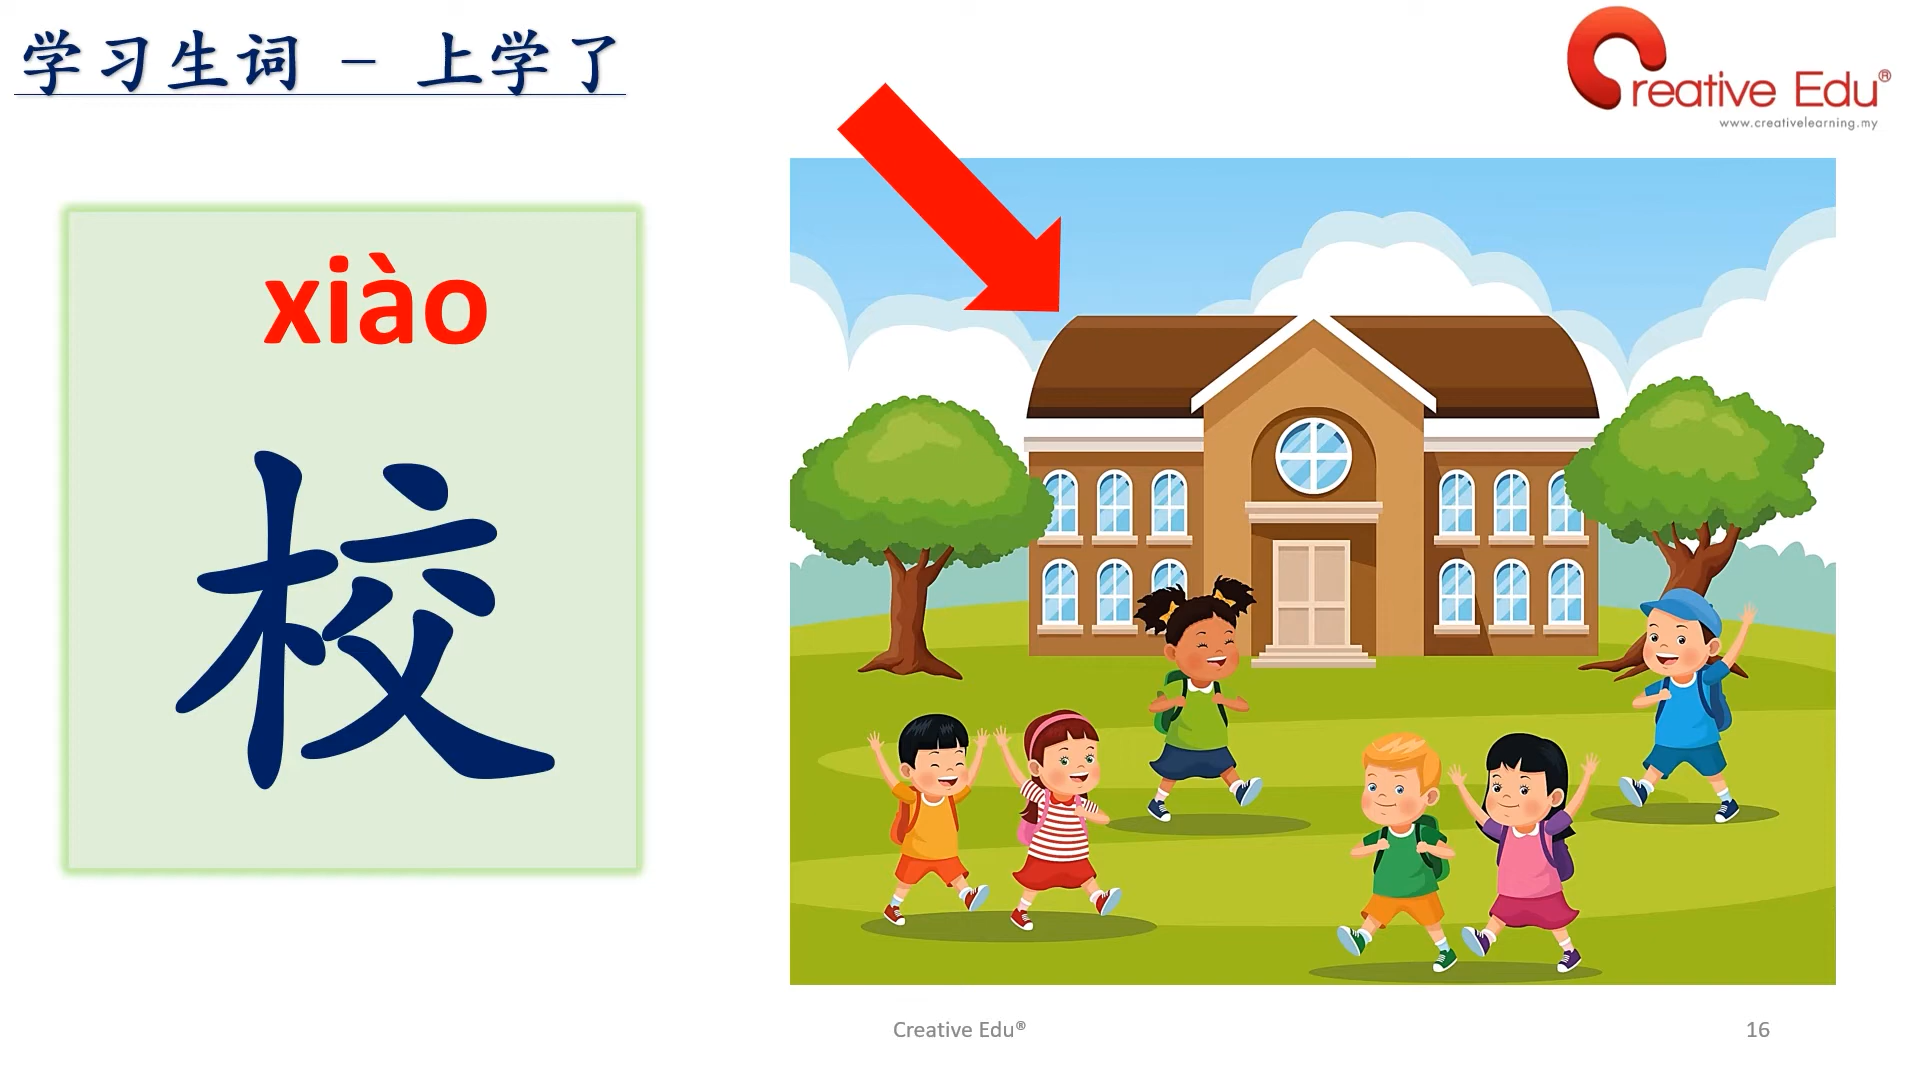 学习生词 – 上学了
Creative Edu®
www.creativelearning.my
xiào
校
Creative Edu®
16